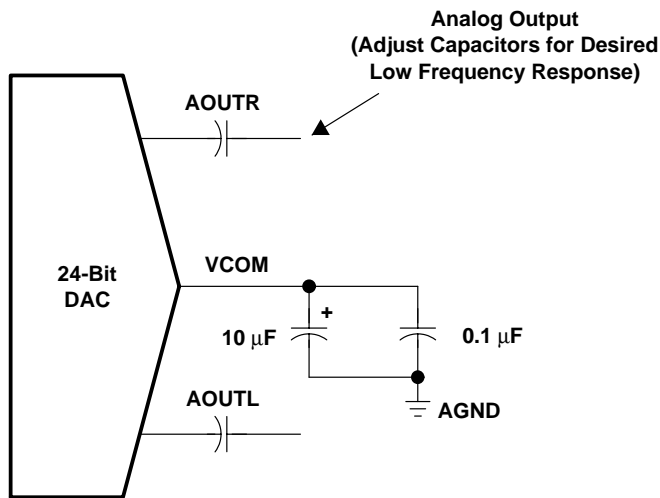 Analog Output
(Adjust Capacitors for Desired
Low Frequency Response)
AOUTR
24-Bit
DAC
VCOM
+
10 μF
0.1 μF
AOUTL
AGND